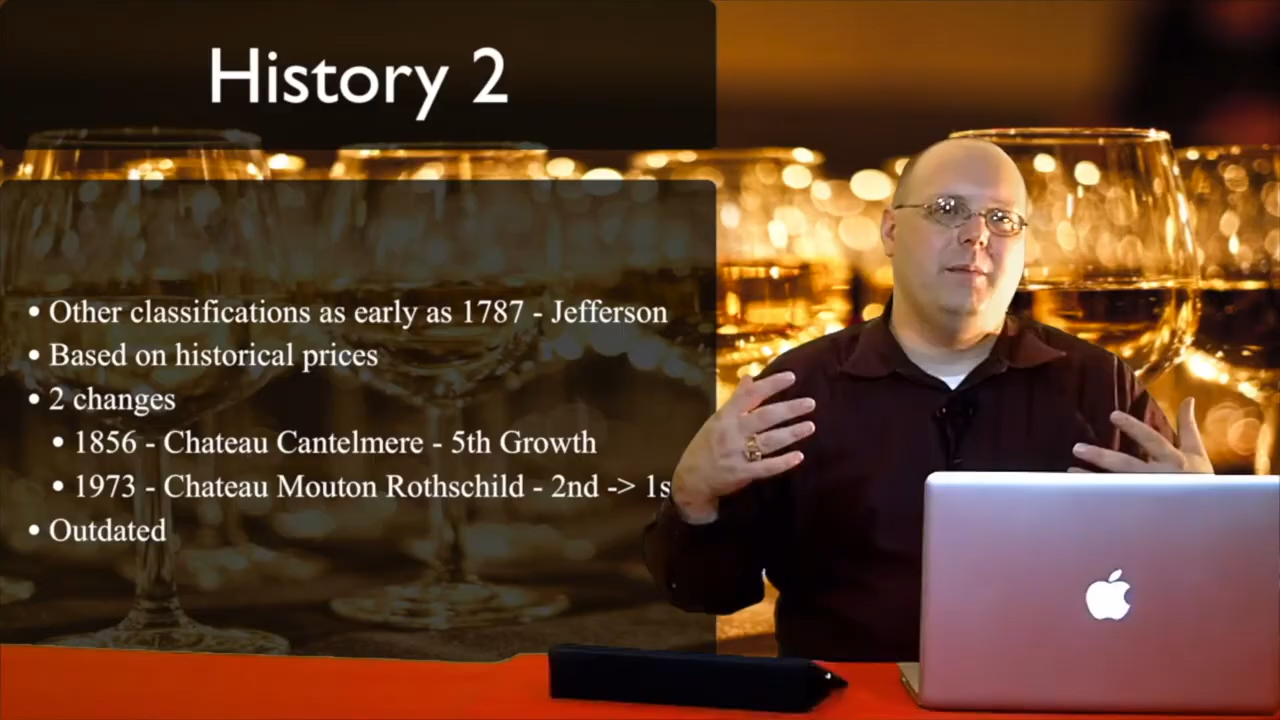 History 2
• Other classifications as early as 1787 - Jefferson
• Based on historical prices
• 2 changes
• 1856 - Chateau Cantelmere - 5th Growth
• 1973 - Chateau Mouton Rothschild - 2nd -> 1s
• Outdated